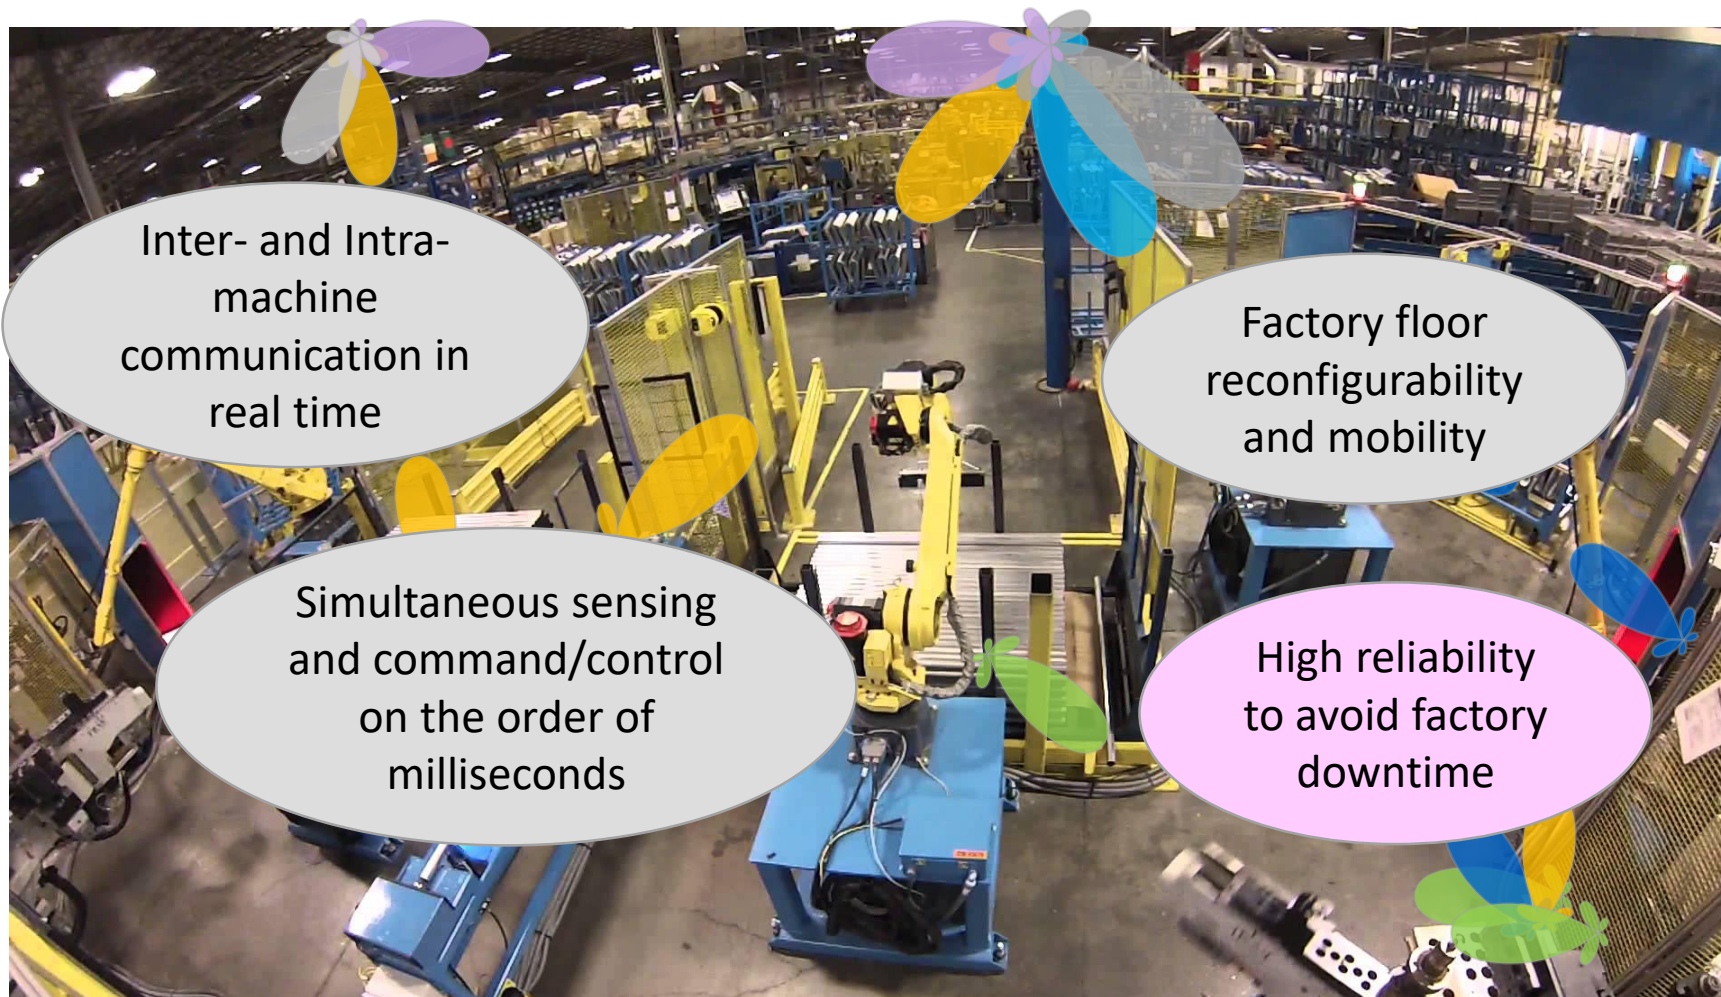 Inter- and Intra-
machine
communication in
real time
Factory floor
reconfigurability
and mobility
Simultaneous sensing
and command/control
on the order of
milliseconds
High reliability
to avoid factory
downtime